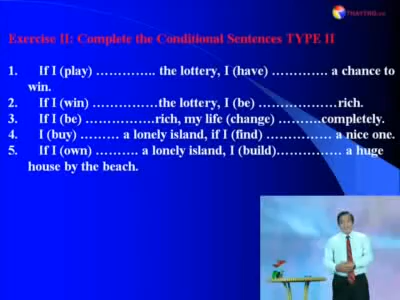 THAYTHE.VN
Exercise II: Complete the Conditional Sentences TYPE II
1. If I (play) ………….. the lottery, I (have) …………. a chance to
win.
2. If I (win) ……………the lottery, I (be) ………………rich.
3. If I (be) …………….rich, my life (change) ……….completely.
4. I (buy) ……… a lonely island, if I (find) …………… a nice one.
5. If I (own) ………. a lonely island, I (build)…………… a huge
house by the beach.